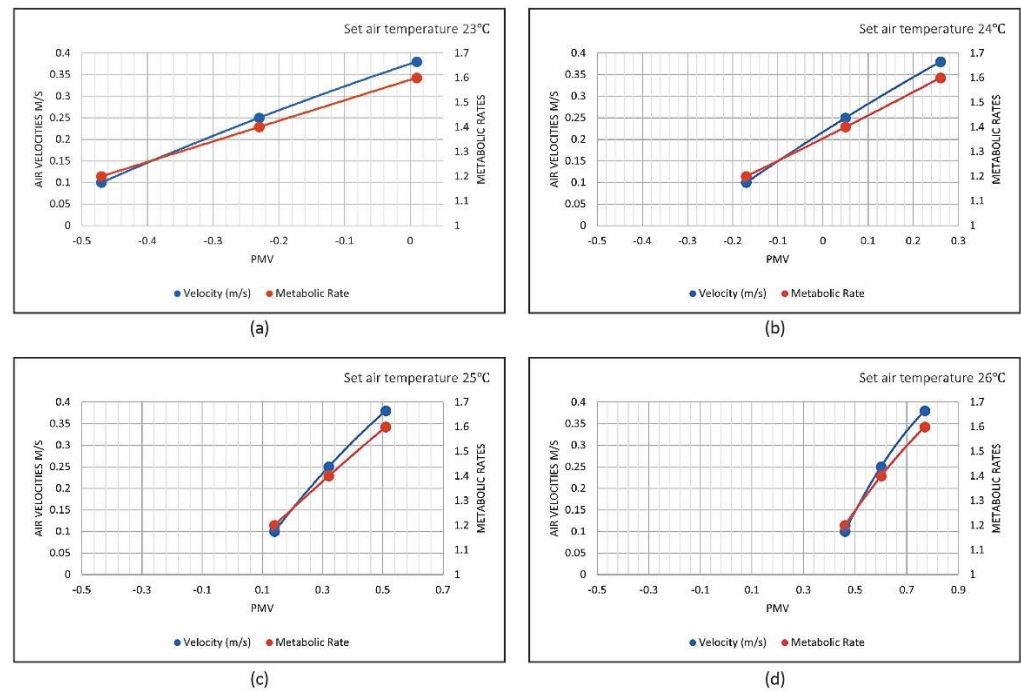 Set air temperature 23℃
0.4
0.35
0.3
0.25
0.2
0.15
0.1
0.05
0
AIR VELOCITIES M/S
1.7
1.6
1.5
1.4
1.3
1.2
1.1
1
METABOLIC RATES
-0.5 -0.4 -0.3 -0.2 -0.1 0
PMV
Velocity (m/s) Metabolic Rate
(a)
Set air temperature 24℃
0.4
0.35
0.3
0.25
0.2
0.15
0.1
0.05
0
AIR VELOCITIES M/S
1.7
1.6
1.5
1.4
1.3
1.2
1.1
1
METABOLIC RATES
-0.5 -0.4 -0.3 -0.2 -0.1 0 0.1 0.2 0.3
PMV
Velocity (m/s) Metabolic Rate
(b)
Set air temperature 25℃
0.4
0.35
0.3
0.25
0.2
0.15
0.1
0.05
0
AIR VELOCITIES M/S
1.7
1.6
1.5
1.4
1.3
1.2
1.1
1
METABOLIC RATES
-0.5 -0.3 -0.1 0.1 0.3 0.5 0.7
PMV
Velocity (m/s) Metabolic Rate
(c)
Set air temperature 26℃
0.4
0.35
0.3
0.25
0.2
0.15
0.1
0.05
0
AIR VELOCITIES M/S
1.7
1.6
1.5
1.4
1.3
1.2
1.1
1
METABOLIC RATES
-0.5 -0.3 -0.1 0.1 0.3 0.5 0.7 0.9
PMV
Velocity (m/s) Metabolic Rate
(d)